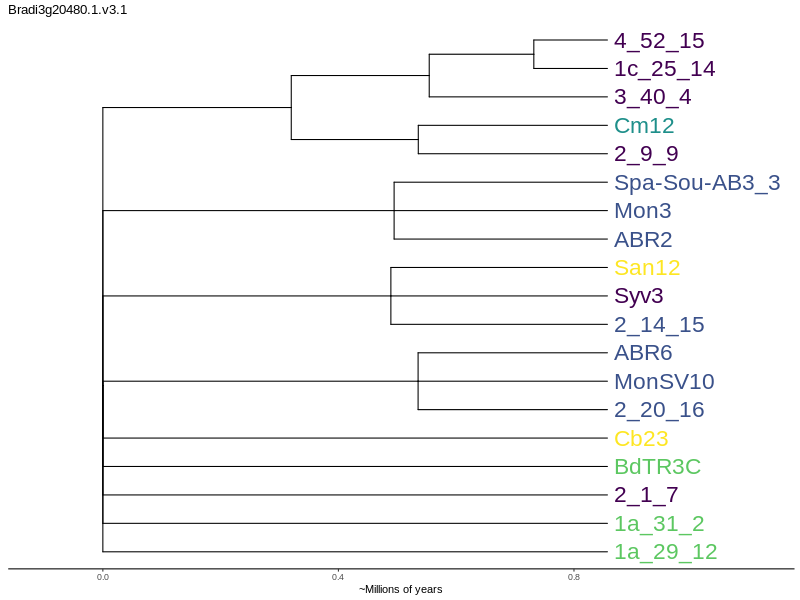 Bradi3g20480.1.v3.1
4_52_15
1c_25_14
3_40_4
Cm12
2_9_9
Spa-Sou-AB3_3
Mon3
ABR2
San12
Syv3
2_14_15
ABR6
MonSV10
2_20_16
Cb23
BdTR3C
2_1_7
1a_31_2
1a_29_12
0.0 0.4 0.8
~Millions of years